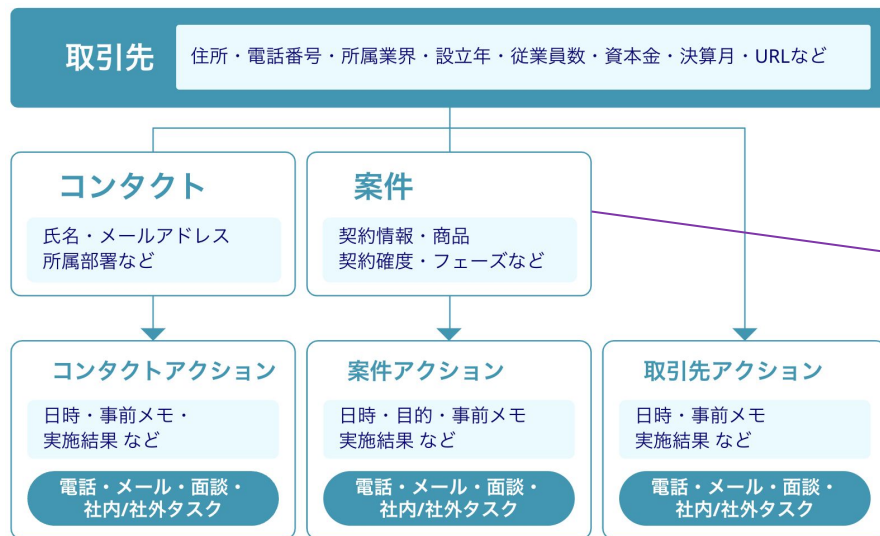 取引先
住所・電話番号・所属業界・設立年・従業員数・資本金・決算月・URLなど
コンタクト
氏名・メールアドレス
所属部署など
案件
契約情報・商品
契約確度・フェーズなど
コンタクトアクション
日時・事前メモ・
実施結果 など
電話・メール・面談・
社内/社外タスク
案件アクション
日時・目的・事前メモ
実施結果 など
電話・メール・面談・
社内/社外タスク
取引先アクション
日時・事前メモ
実施結果 など
電話・メール・面談・
社内/社外タスク